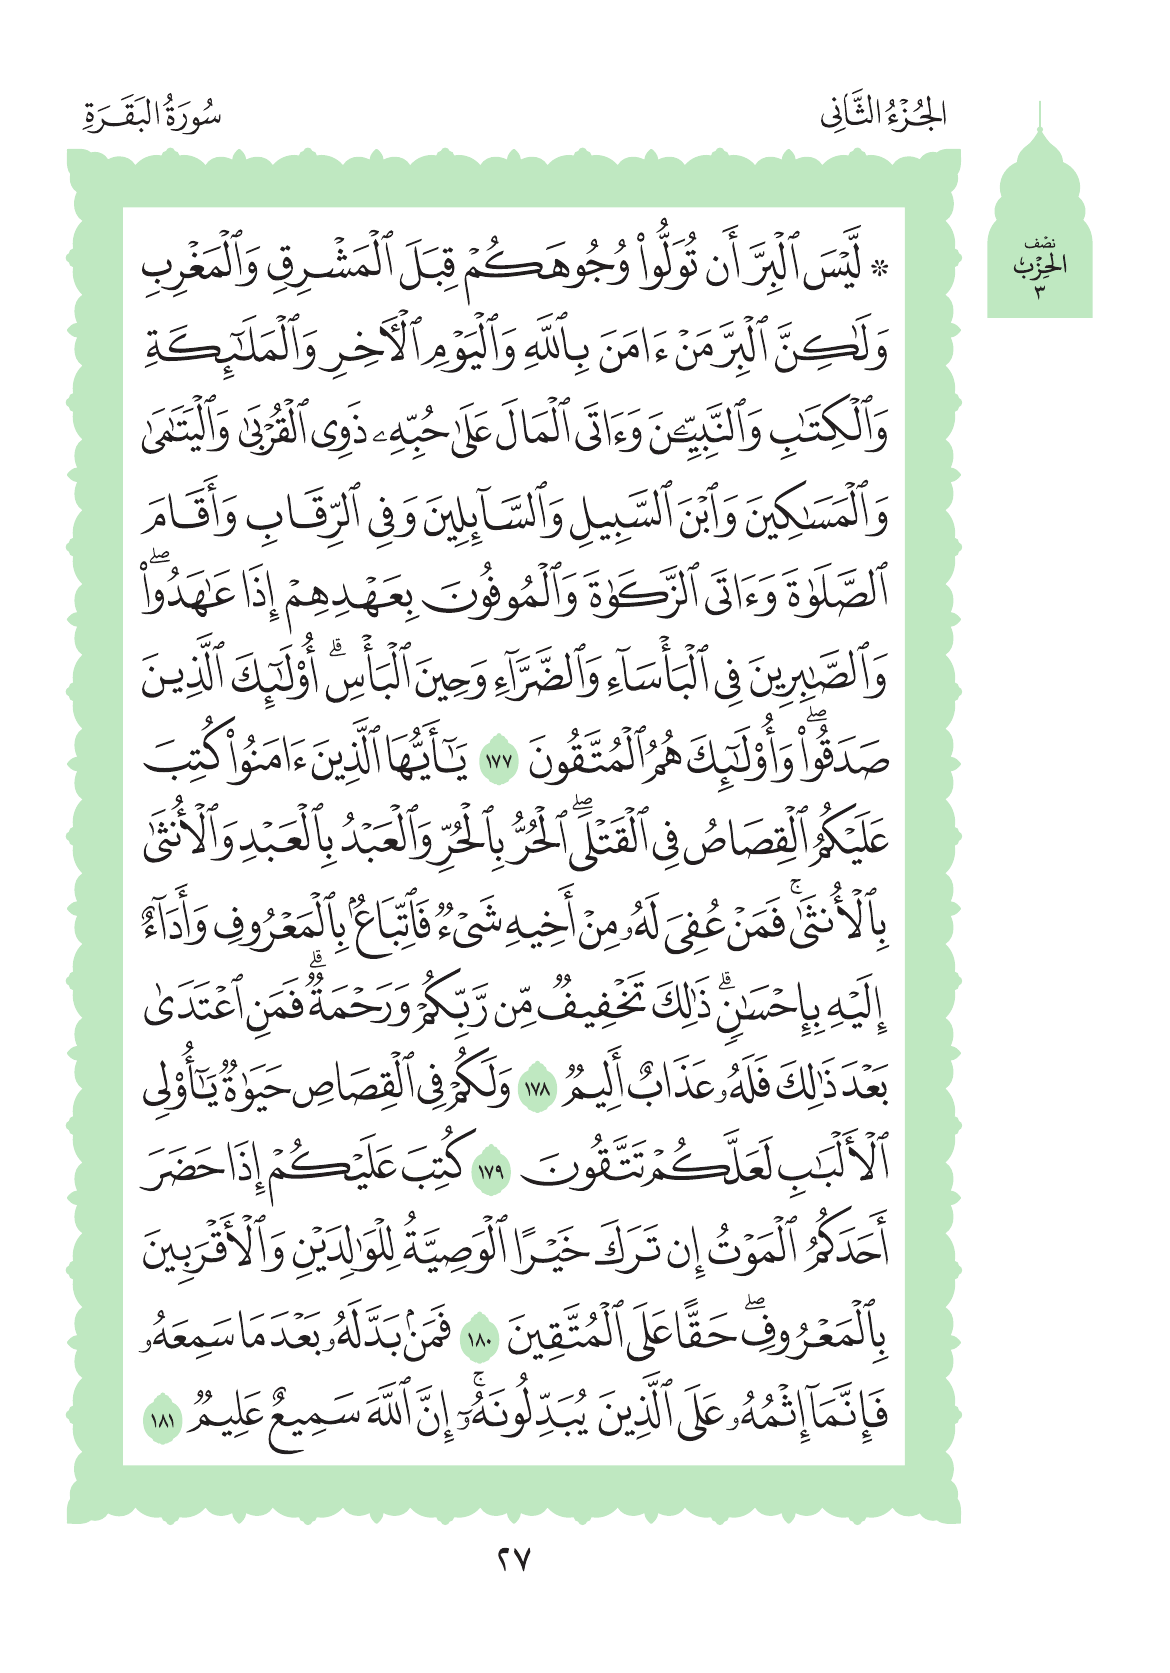 الجُزْءُ الثَّانِى
سُورَةُ البَقَرَةِ
نصْف
الحِزْب
٣
۞ لَّيْسَ ٱلْبِرَّ أَن تُوَلُّوا۟ وُجُوهَكُمْ قِبَلَ ٱلْمَشْرِقِ وَٱلْمَغْرِبِ
وَلَـٰكِنَّ ٱلْبِرَّ مَنْ ءَامَنَ بِٱللَّهِ وَٱلْيَوْمِ ٱلْـَٔاخِرِ وَٱلْمَلَـٰٓئِكَةِ
وَٱلْكِتَـٰبِ وَٱلنَّبِيِّـۧنَ وَءَاتَى ٱلْمَالَ عَلَىٰ حُبِّهِۦ ذَوِى ٱلْقُرْبَىٰ وَٱلْيَتَـٰمَىٰ
وَٱلْمَسَـٰكِينَ وَٱبْنَ ٱلسَّبِيلِ وَٱلسَّآئِلِينَ وَفِى ٱلرِّقَابِ وَأَقَامَ
ٱلصَّلَوٰةَ وَءَاتَى ٱلزَّكَوٰةَ وَٱلْمُوفُونَ بِعَهْدِهِمْ إِذَا عَـٰهَدُوا۟ ۖ
وَٱلصَّـٰبِرِينَ فِى ٱلْبَأْسَآءِ وَٱلضَّرَّآءِ وَحِينَ ٱلْبَأْسِ ۗ أُو۟لَـٰٓئِكَ ٱلَّذِينَ
صَدَقُوا۟ ۖ وَأُو۟لَـٰٓئِكَ هُمُ ٱلْمُتَّقُونَ ١٧٧ يَـٰٓأَيُّهَا ٱلَّذِينَ ءَامَنُوا۟ كُتِبَ
عَلَيْكُمُ ٱلْقِصَاصُ فِى ٱلْقَتْلَى ۖ ٱلْحُرُّ بِٱلْحُرِّ وَٱلْعَبْدُ بِٱلْعَبْدِ وَٱلْأُنثَىٰ
بِٱلْأُنثَىٰ ۚ فَمَنْ عُفِىَ لَهُۥ مِنْ أَخِيهِ شَىْءٌ فَٱتِّبَاعٌۢ بِٱلْمَعْرُوفِ وَأَدَآءٌ
إِلَيْهِ بِإِحْسَـٰنٍ ۗ ذَٰلِكَ تَخْفِيفٌ مِّن رَّبِّكُمْ وَرَحْمَةٌ ۗ فَمَنِ ٱعْتَدَىٰ
بَعْدَ ذَٰلِكَ فَلَهُۥ عَذَابٌ أَلِيمٌ ١٧٨ وَلَكُمْ فِى ٱلْقِصَاصِ حَيَوٰةٌ يَـٰٓأُو۟لِى
ٱلْأَلْبَـٰبِ لَعَلَّكُمْ تَتَّقُونَ ١٧٩ كُتِبَ عَلَيْكُمْ إِذَا حَضَرَ
أَحَدَكُمُ ٱلْمَوْتُ إِن تَرَكَ خَيْرًا ٱلْوَصِيَّةُ لِلْوَٰلِدَيْنِ وَٱلْأَقْرَبِينَ
بِٱلْمَعْرُوفِ ۖ حَقًّا عَلَى ٱلْمُتَّقِينَ ١٨٠ فَمَنۢ بَدَّلَهُۥ بَعْدَ مَا سَمِعَهُۥ
فَإِنَّمَآ إِثْمُهُۥ عَلَى ٱلَّذِينَ يُبَدِّلُونَهُۥٓ ۚ إِنَّ ٱللَّهَ سَمِيعٌ عَلِيمٌ ١٨١
٢٧